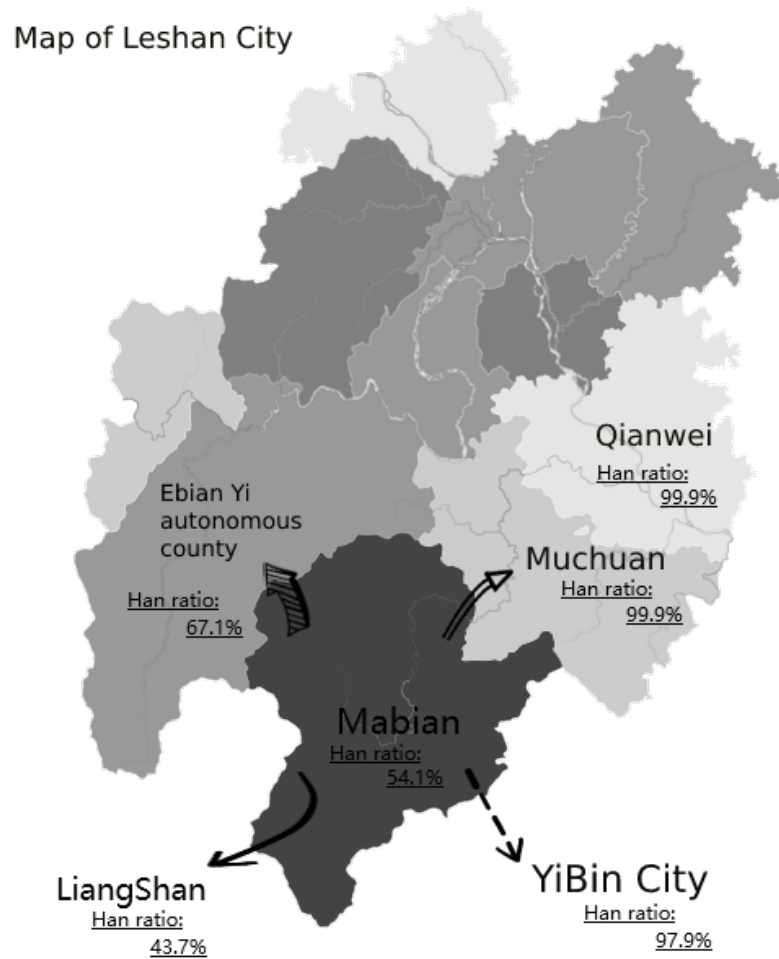 Map of Leshan City
Qianwei
Han ratio:
99.9%
Ebian Yi
autonomous
county
Han ratio:
67.1%
Muchuan
Han ratio:
99.9%
Mabian
Han ratio:
54.1%
LiangShan
Han ratio:
43.7%
YiBin City
Han ratio:
97.9%